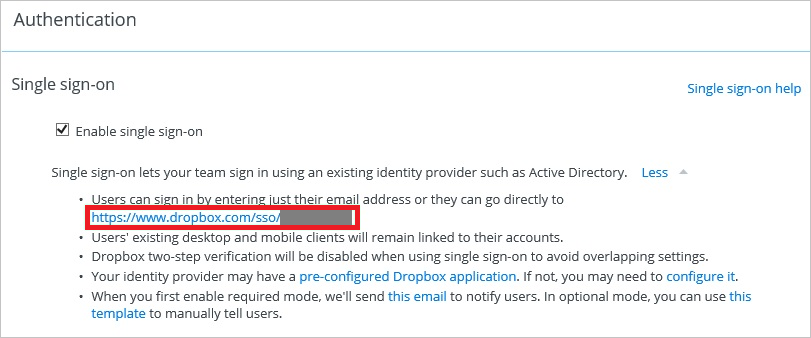 Authentication
Single sign-on
Single sign-on help
Enable single sign-on
Single sign-on lets your team sign in using an existing identity provider such as Active Directory. Less
• Users can sign in by entering just their email address or they can go directly to
https://www.dropbox.com/sso/
• Users' existing desktop and mobile clients will remain linked to their accounts.
• Dropbox two-step verification will be disabled when using single sign-on to avoid overlapping settings.
• Your identity provider may have a pre-configured Dropbox application. If not, you may need to configure it.
• When you first enable required mode, we'll send this email to notify users. In optional mode, you can use this
template to manually tell users.